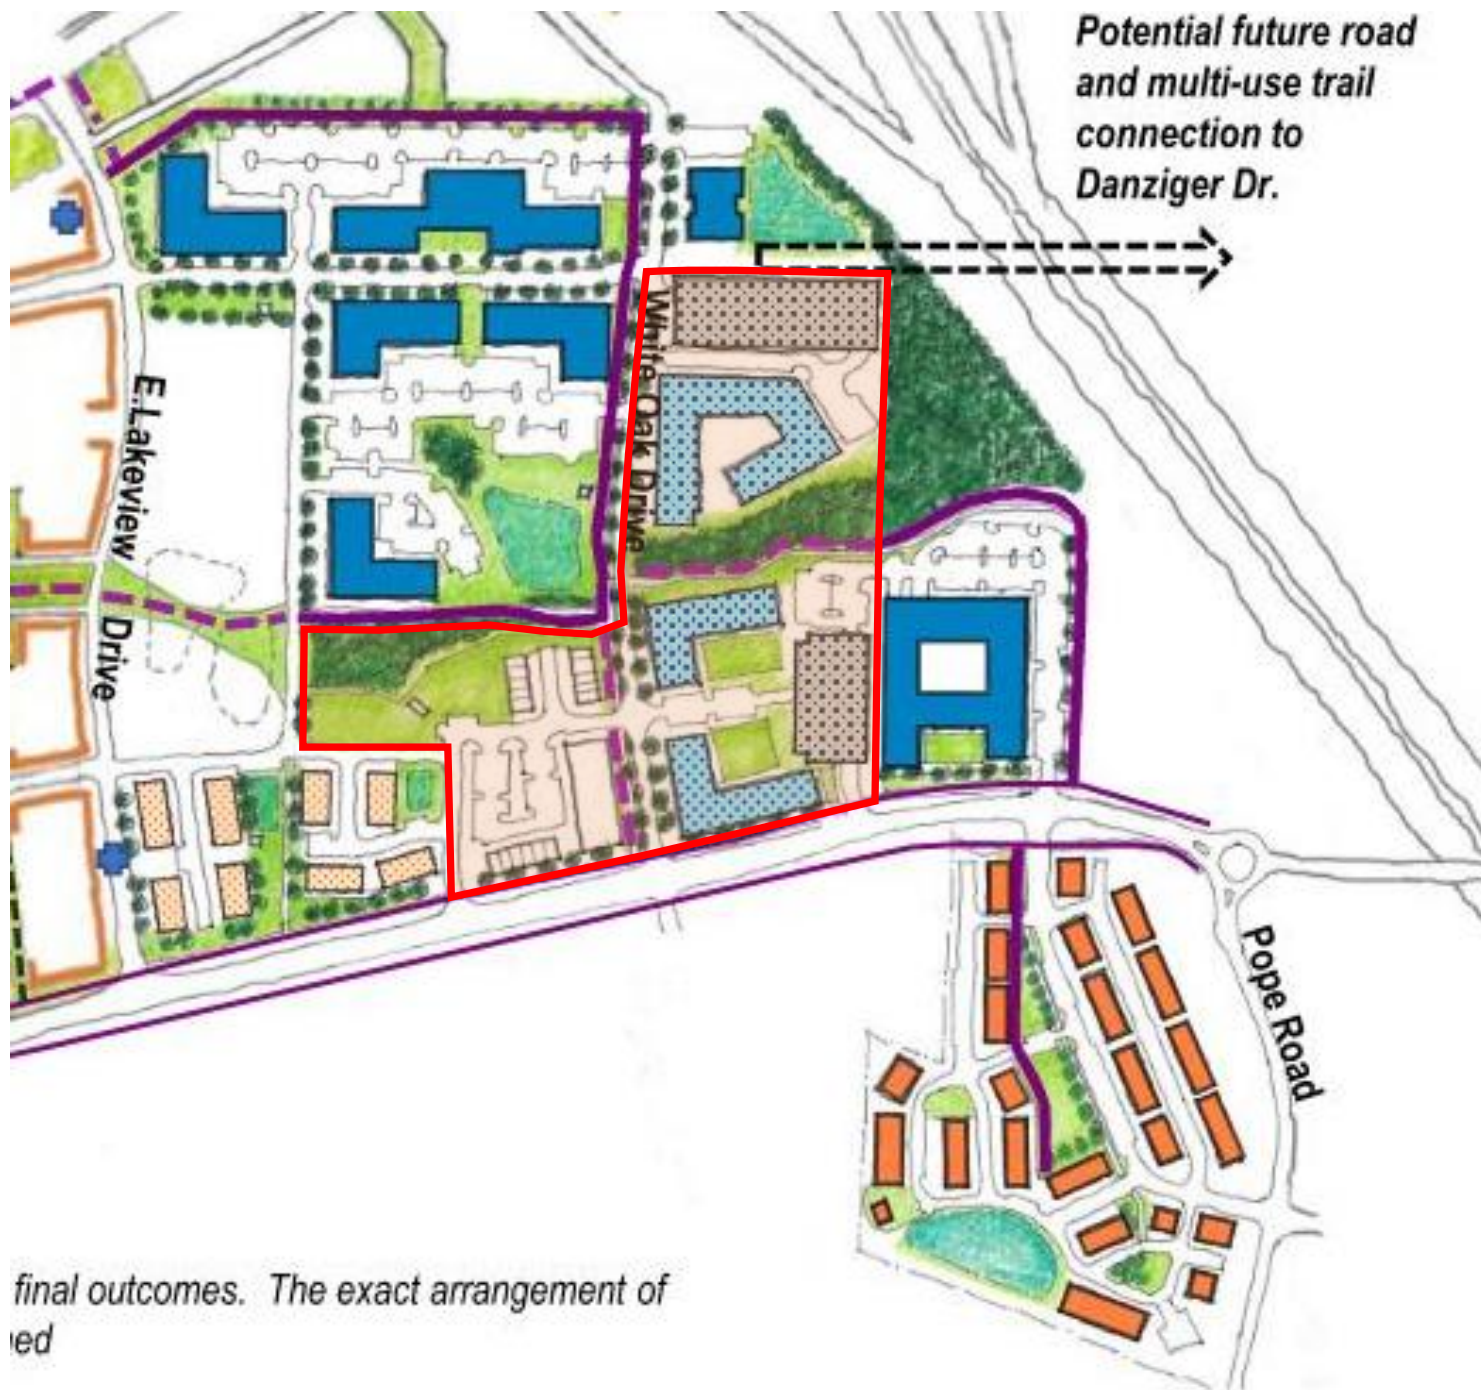 Potential future road
and multi-use trail
connection to
Danziger Dr.
White Oak Drive
E.Lakeview Drive
Pope Road
final outcomes. The exact arrangement of